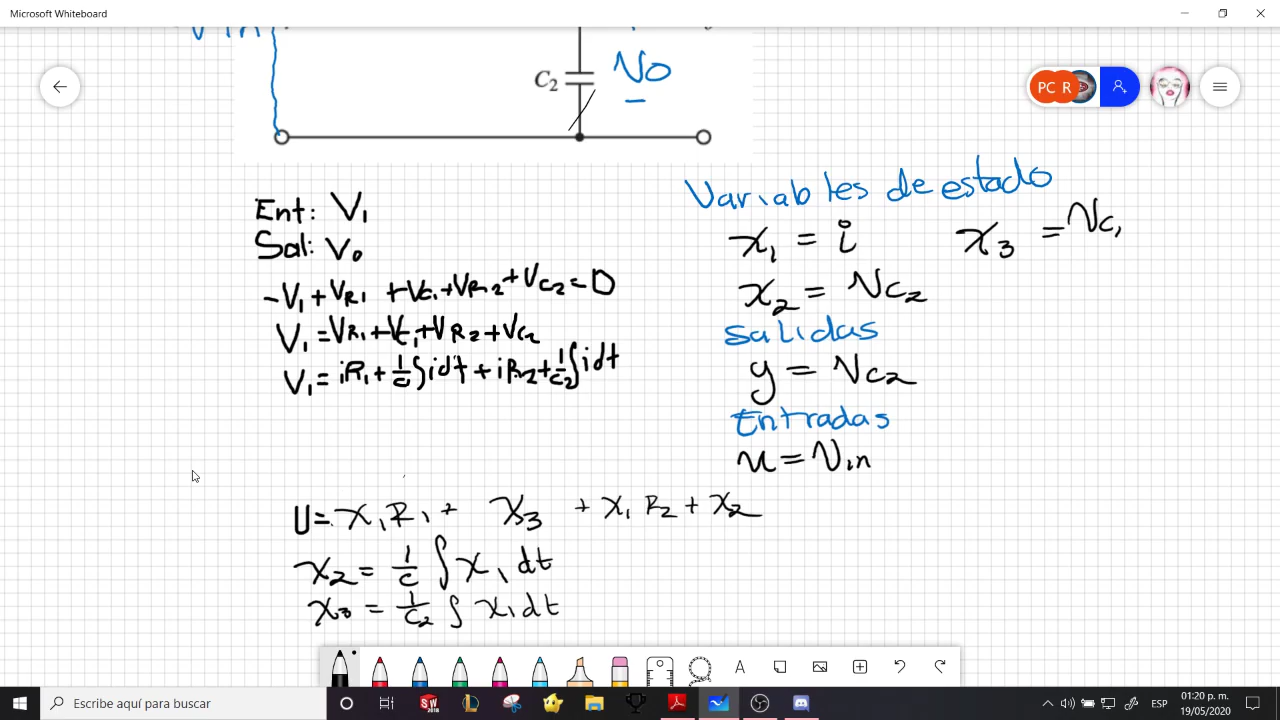 Microsoft Whiteboard
Vin
C₂
Vo
−
PC R
Variables de estado
Ent: V₁
Sal: Vo
x₁ = i x₃ = Vc₁
-V₁+VR₁ +Vc₁+VR₂+Vc₂=0
x₂ = Vc₂
V₁=VR₁+Vc₁+VR₂+Vc₂
Salidas
V₁=iR₁+1/c∫idt+iR₂+1/c₂∫idt
y = Vc₂
Entradas
u=Vin
U=x₁R₁+ x₃ +x₁R₂+x₂
x₂=1/c∫x₁dt
x₃=1/c₂∫x₁dt
A
Escribe aquí para buscar
SW
2018
ESP
01:20 p. m.
19/05/2020